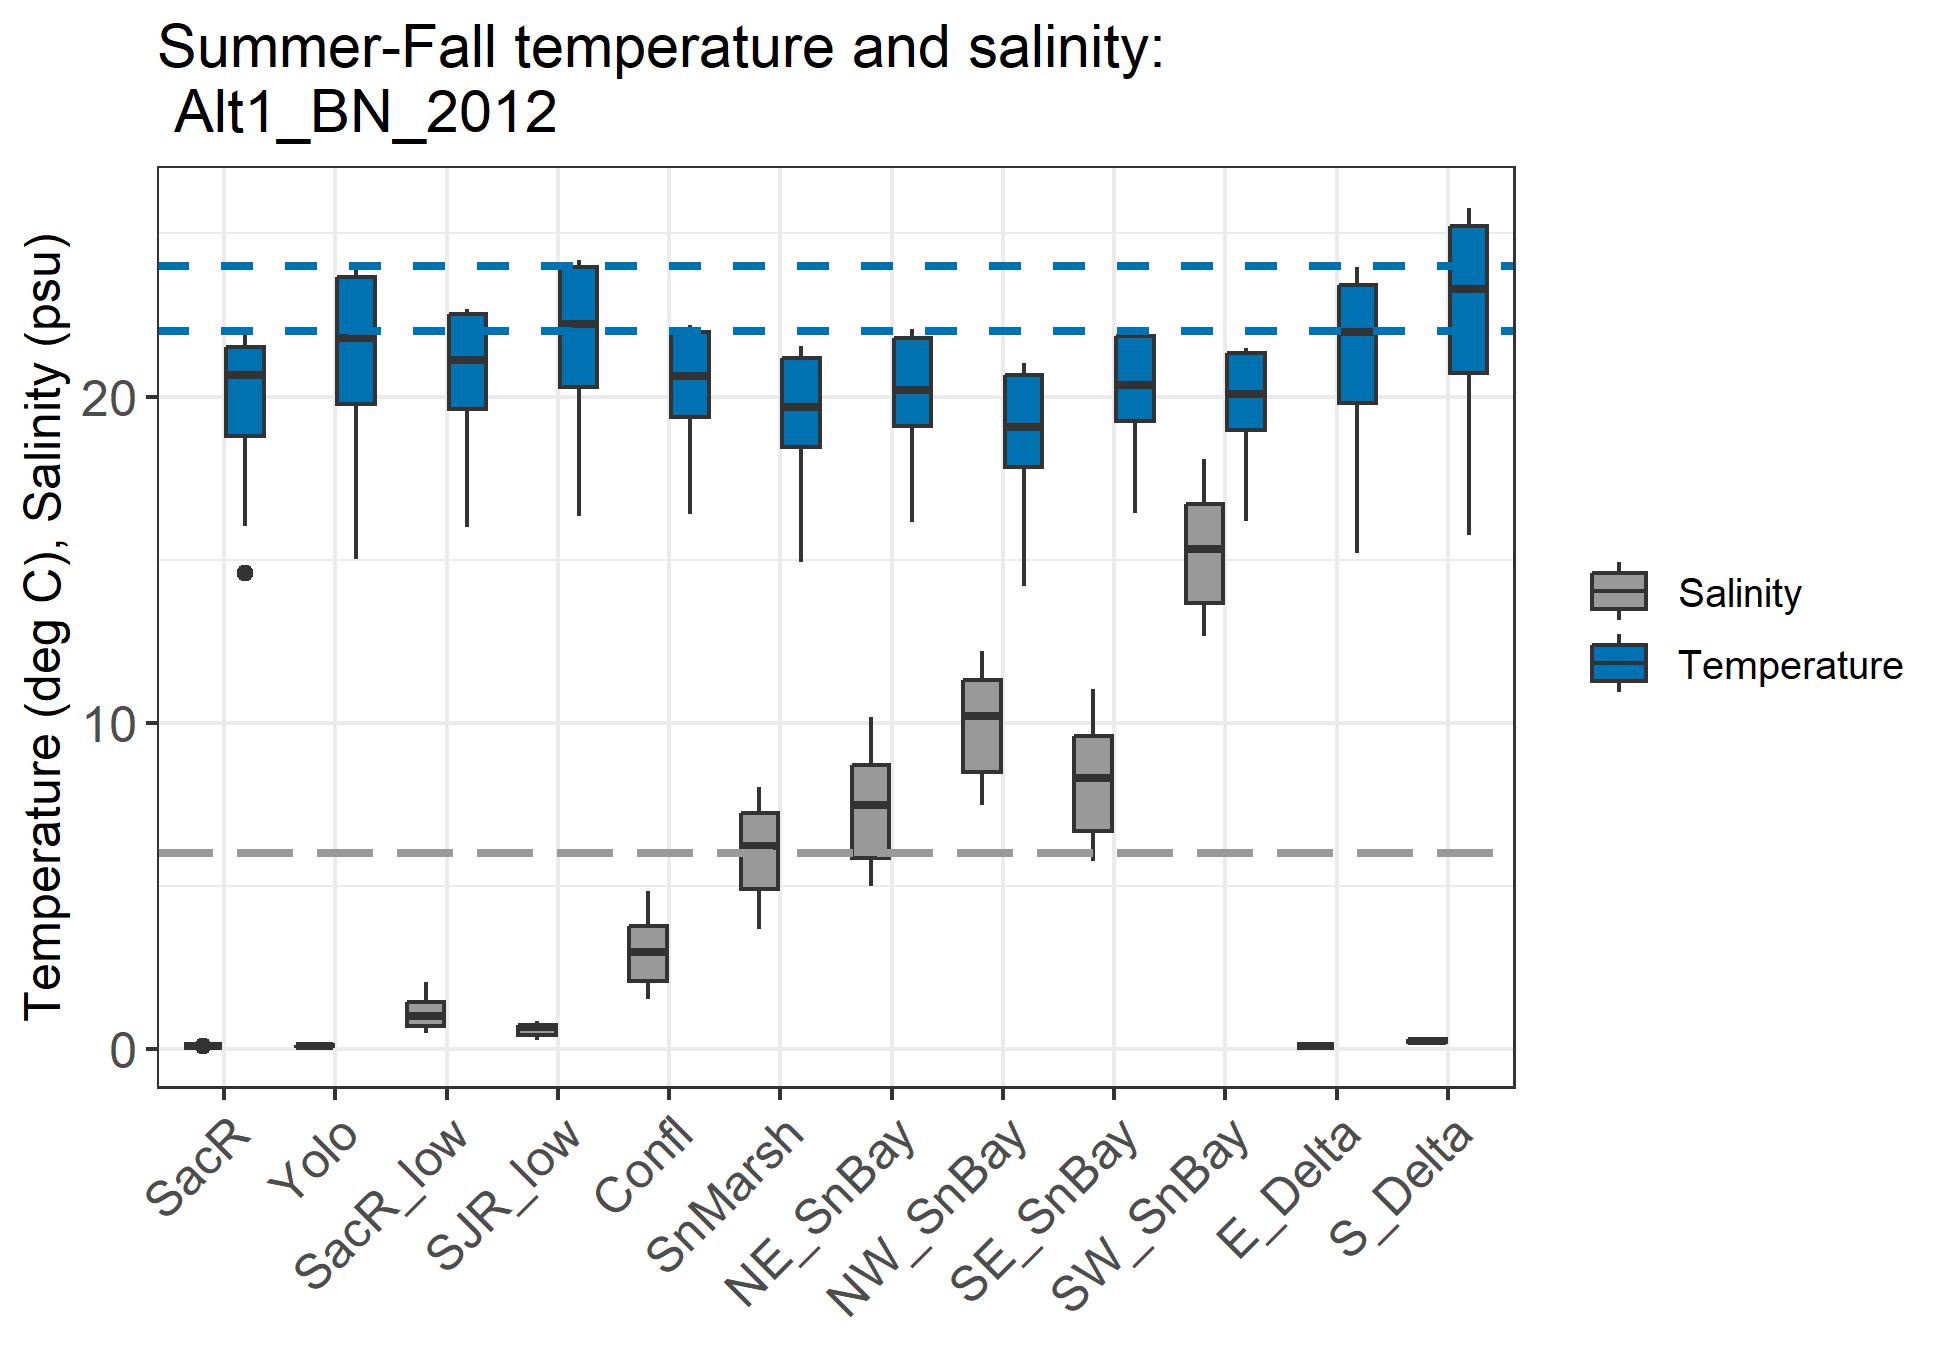 Summer-Fall temperature and salinity:
Alt1_BN_2012
Temperature (deg C), Salinity (psu)
20
10
0
Salinity
Temperature
SacR
Yolo
SacR_low
SJR_low
Confl
SnMarsh
NE_SnBay
NW_SnBay
SE_SnBay
SW_SnBay
E_Delta
S_Delta